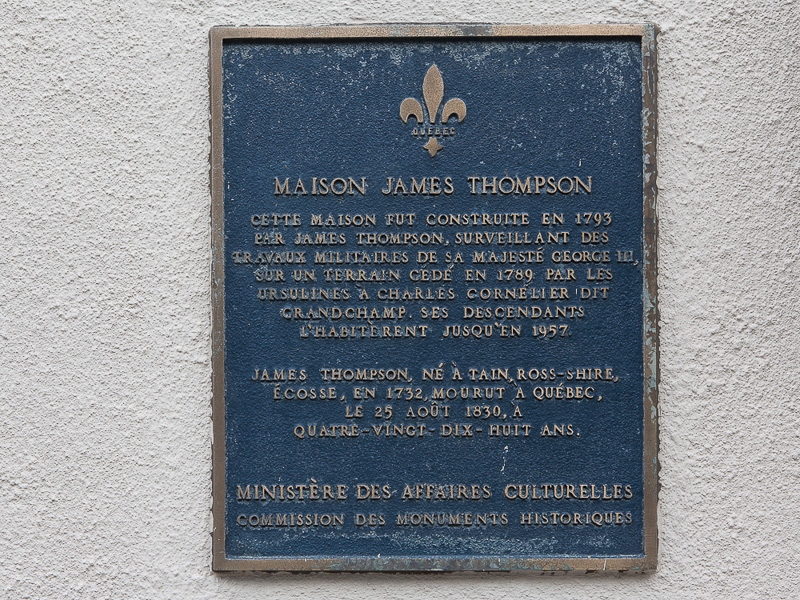 QUÉBEC
MAISON JAMES THOMPSON
CETTE MAISON FUT CONSTRUITE EN 1793
PAR JAMES THOMPSON, SURVEILLANT DES
TRAVAUX MILITAIRES DE SA MAJESTÉ GEORGE III,
SUR UN TERRAIN CÉDÉ EN 1789 PAR LES
URSULINES À CHARLES CORNÉLIER DIT
GRANDCHAMP. SES DESCENDANTS
L'HABITÈRENT JUSQU'EN 1957.
JAMES THOMPSON, NÉ À TAIN, ROSS-SHIRE,
ÉCOSSE, EN 1732, MOURUT À QUÉBEC,
LE 25 AOÛT 1830, À
QUATRE-VINGT-DIX-HUIT ANS.
MINISTÈRE DES AFFAIRES CULTURELLES
COMMISSION DES MONUMENTS HISTORIQUES